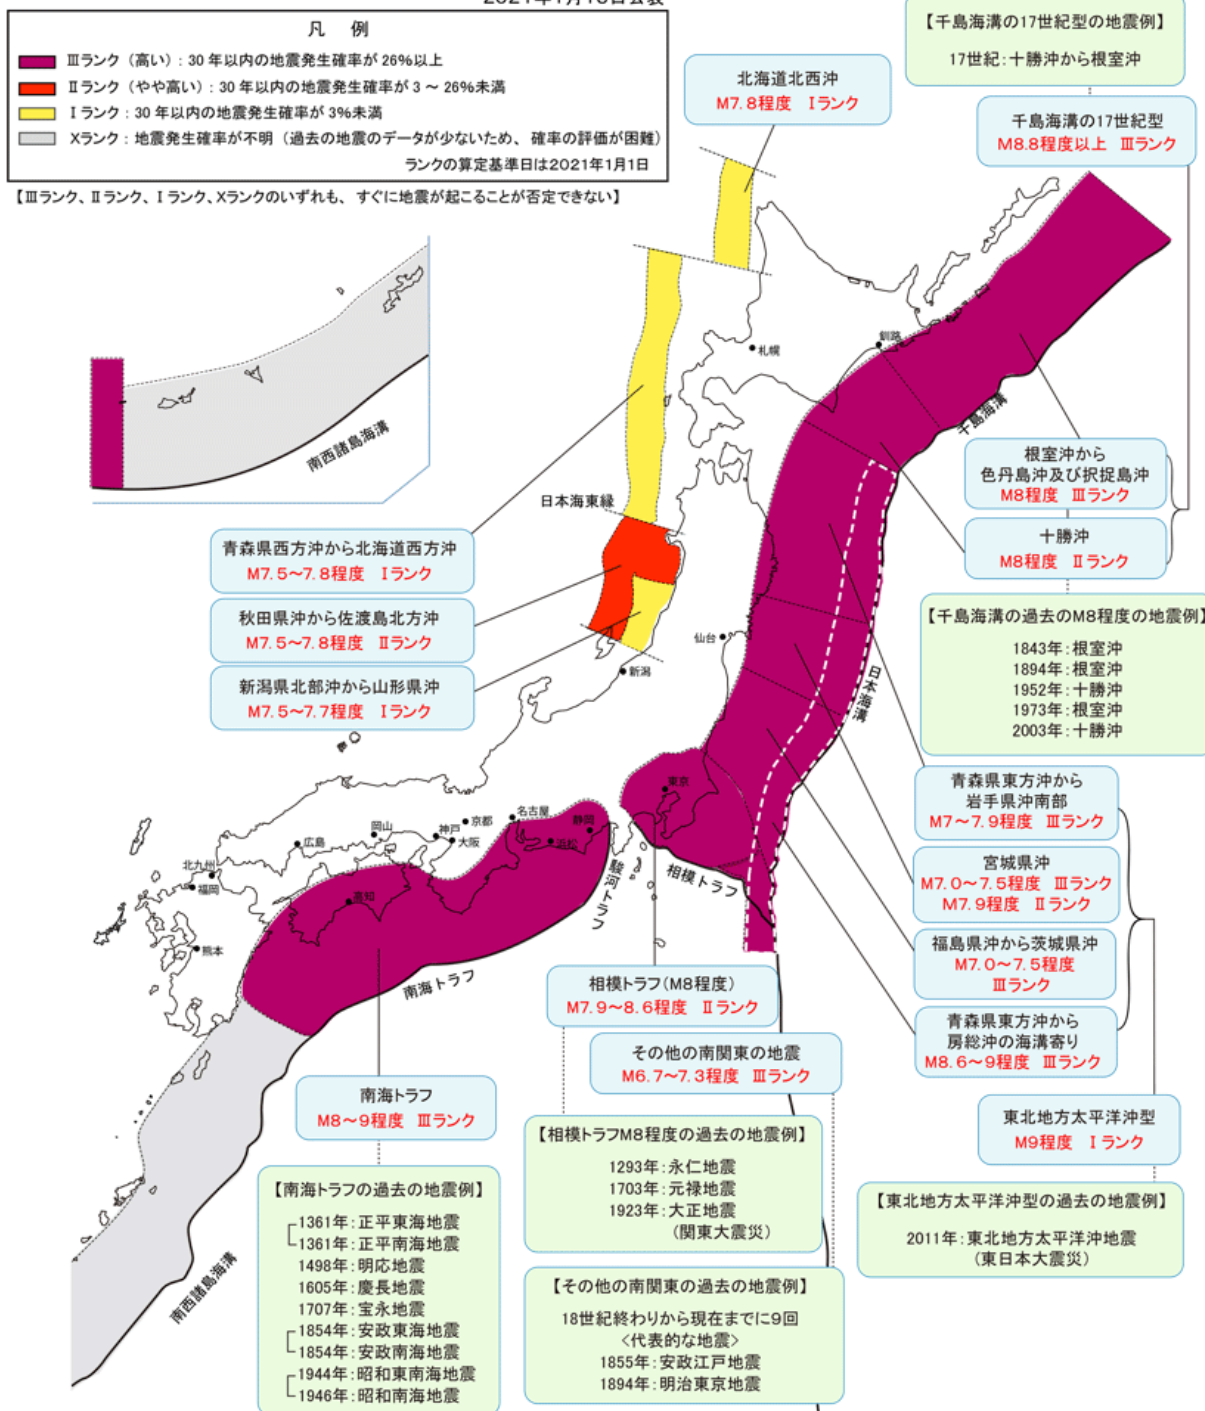 2021年1月13日公表
凡 例
Ⅲランク（高い）：30 年以内の地震発生確率が 26%以上
Ⅱランク（やや高い）：30 年以内の地震発生確率が 3 ～ 26%未満
Ⅰランク：30 年以内の地震発生確率が 3%未満
Xランク：地震発生確率が不明（過去の地震のデータが少ないため、確率の評価が困難）
ランクの算定基準日は2021年1月1日
【Ⅲランク、Ⅱランク、Ⅰランク、Xランクのいずれも、すぐに地震が起こることが否定できない】
【千島海溝の17世紀型の地震例】
17世紀：十勝沖から根室沖
北海道北西沖
M7.8程度 Ⅰランク
千島海溝の17世紀型
M8.8程度以上 Ⅲランク
札幌
釧路
千島海溝
南西諸島海溝
根室沖から
色丹島沖及び択捉島沖
M8程度 Ⅲランク
十勝沖
M8程度 Ⅱランク
日本海東縁
青森県西方沖から北海道西方沖
M7.5～7.8程度 Ⅰランク
秋田県沖から佐渡島北方沖
M7.5～7.8程度 Ⅱランク
新潟県北部沖から山形県沖
M7.5～7.7程度 Ⅰランク
仙台
新潟
日本海溝
【千島海溝の過去のM8程度の地震例】
1843年：根室沖
1894年：根室沖
1952年：十勝沖
1973年：根室沖
2003年：十勝沖
青森県東方沖から
岩手県沖南部
M7～7.9程度 Ⅲランク
宮城県沖
M7.0～7.5程度 Ⅲランク
M7.9程度 Ⅱランク
福島県沖から茨城県沖
M7.0～7.5程度
Ⅲランク
青森県東方沖から
房総沖の海溝寄り
M8.6～9程度 Ⅲランク
東京
名古屋
静岡
浜松
京都
神戸
大阪
岡山
広島
北九州
福岡
高知
熊本
駿河トラフ
相模トラフ
南海トラフ
相模トラフ(M8程度)
M7.9～8.6程度 Ⅱランク
その他の南関東の地震
M6.7～7.3程度 Ⅲランク
南海トラフ
M8～9程度 Ⅲランク
東北地方太平洋沖型
M9程度 Ⅰランク
【相模トラフM8程度の過去の地震例】
1293年：永仁地震
1703年：元禄地震
1923年：大正地震
(関東大震災)
【東北地方太平洋沖型の過去の地震例】
2011年：東北地方太平洋沖地震
(東日本大震災)
【南海トラフの過去の地震例】
1361年：正平東海地震
1361年：正平南海地震
1498年：明応地震
1605年：慶長地震
1707年：宝永地震
1854年：安政東海地震
1854年：安政南海地震
1944年：昭和東南海地震
1946年：昭和南海地震
【その他の南関東の過去の地震例】
18世紀終わりから現在までに9回
<代表的な地震>
1855年：安政江戸地震
1894年：明治東京地震
南西諸島海溝